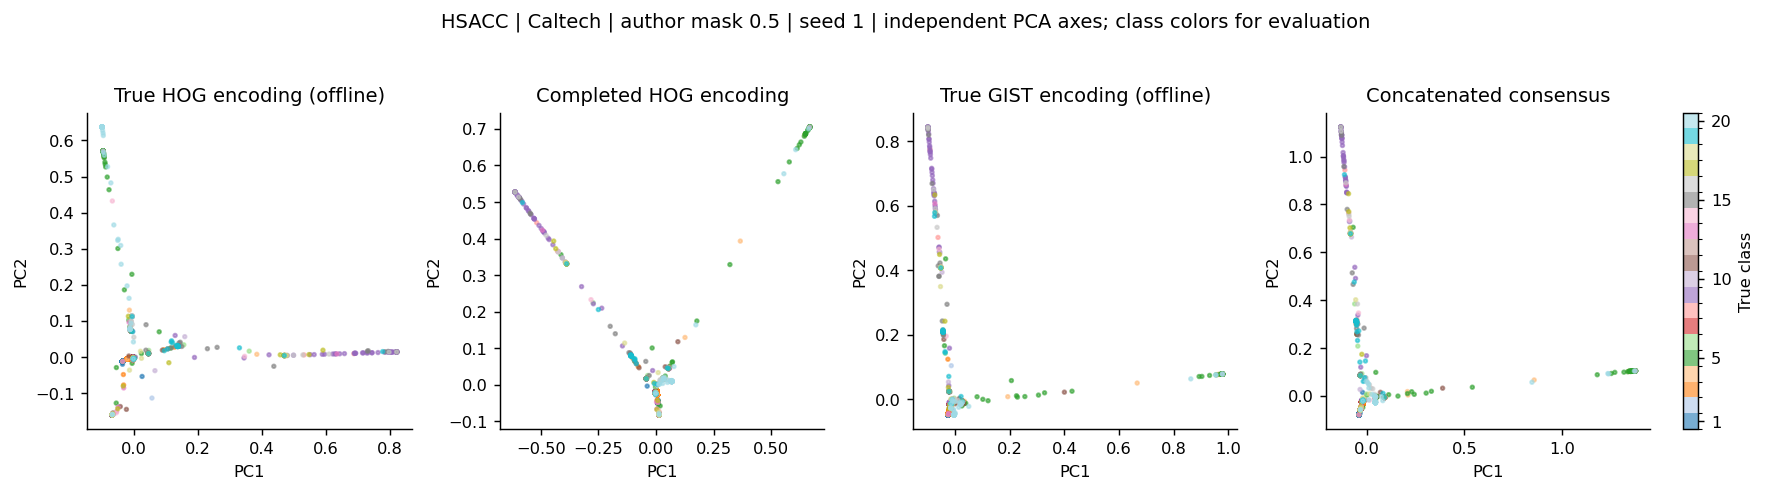 HSACC | Caltech | author mask 0.5 | seed 1 | independent PCA axes; class colors for evaluation
True HOG encoding (offline)
PC2
0.6
0.5
0.4
0.3
0.2
0.1
0.0
−0.1
0.0 0.2 0.4 0.6 0.8
PC1
Completed HOG encoding
PC2
0.7
0.6
0.5
0.4
0.3
0.2
0.1
0.0
−0.1
−0.50 −0.25 0.00 0.25 0.50
PC1
True GIST encoding (offline)
PC2
0.8
0.6
0.4
0.2
0.0
0.0 0.2 0.4 0.6 0.8 1.0
PC1
Concatenated consensus
PC2
1.0
0.8
0.6
0.4
0.2
0.0
0.0 0.5 1.0
PC1
20
15
10
5
1
True class